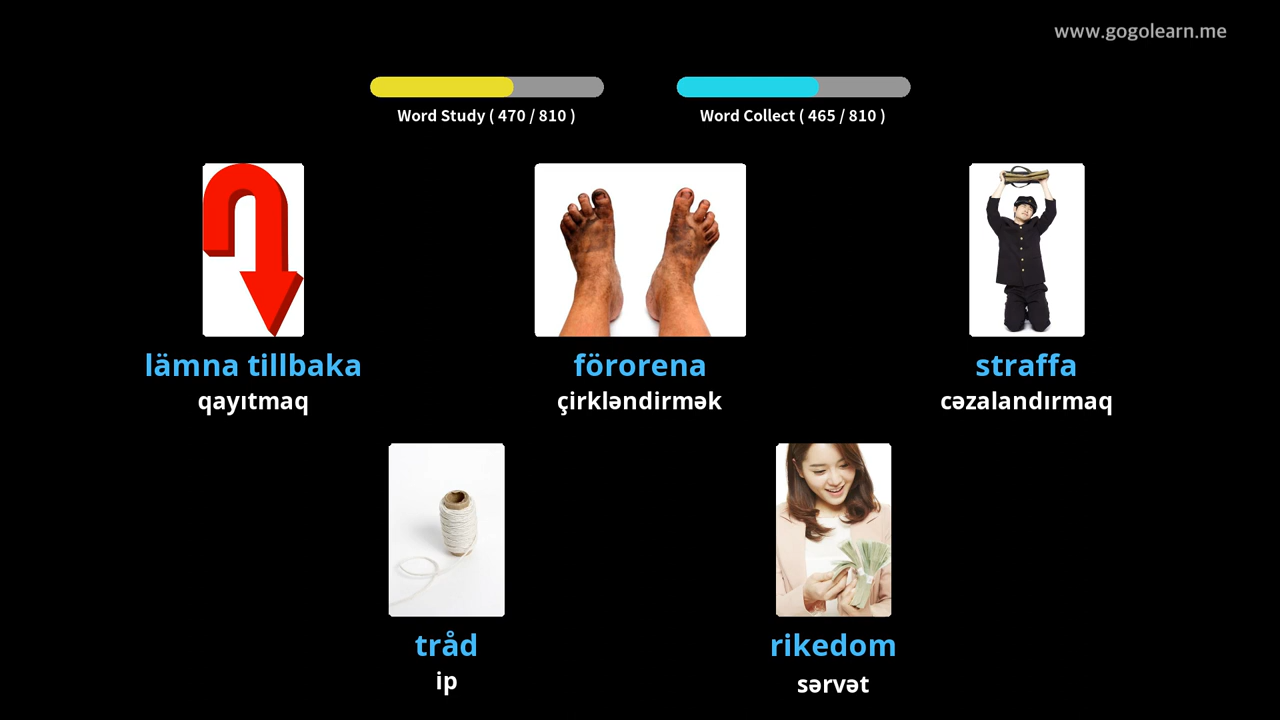 www.gogolearn.me
Word Study ( 470 / 810 )
Word Collect ( 465 / 810 )
lämna tillbaka
qayıtmaq
förorena
çirkləndirmək
straffa
cəzalandırmaq
tråd
ip
rikedom
sərvət